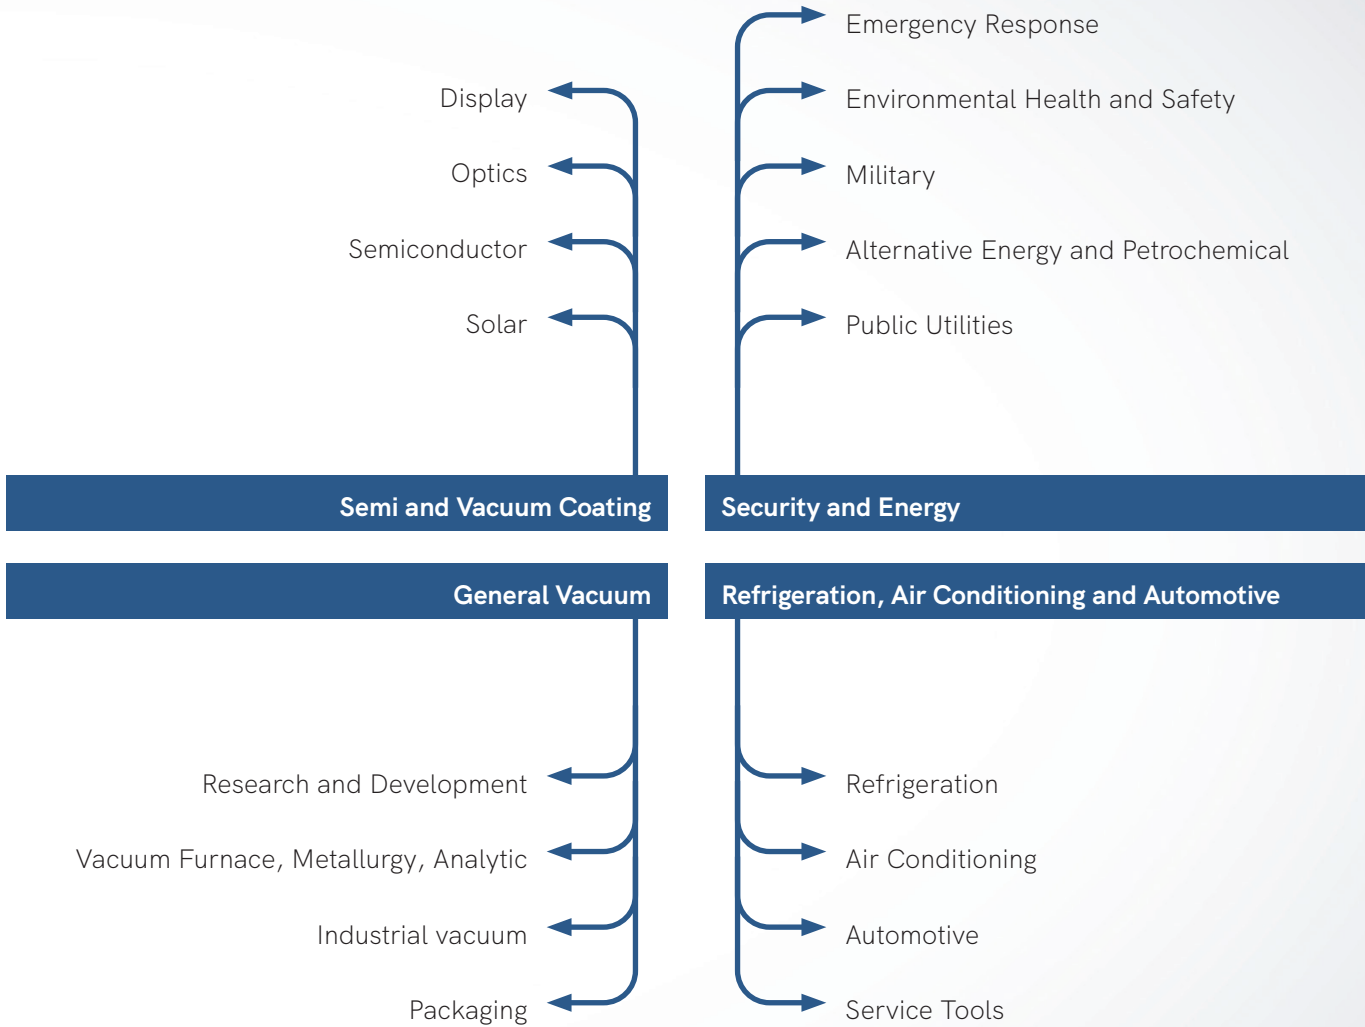 Display
Optics
Semiconductor
Solar
Semi and Vacuum Coating
Emergency Response
Environmental Health and Safety
Military
Alternative Energy and Petrochemical
Public Utilities
Security and Energy
General Vacuum
Research and Development
Vacuum Furnace, Metallurgy, Analytic
Industrial vacuum
Packaging
Refrigeration, Air Conditioning and Automotive
Refrigeration
Air Conditioning
Automotive
Service Tools